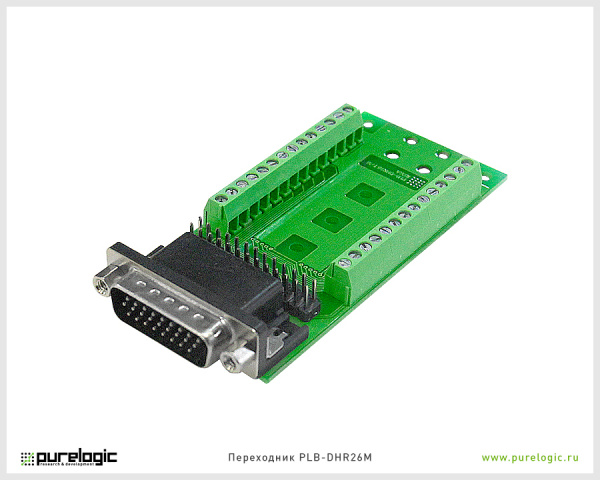 purelogic
research & development
Переходник PLB-DHR26M
www.purelogic.ru